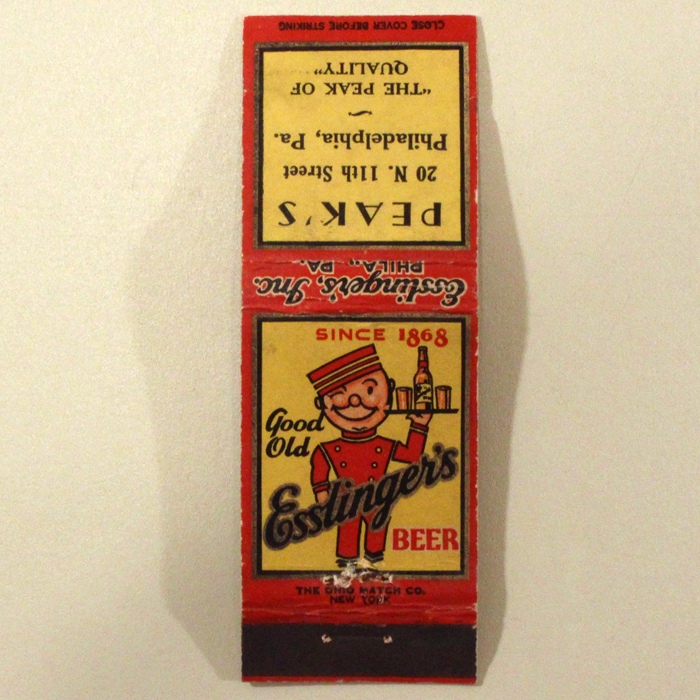 CLOSE COVER BEFORE STRIKING
PEAK'S
20 N. 11th Street
Philadelphia, Pa.
~
"THE PEAK OF
QUALITY"
Esslinger's, Inc.
PHILA., PA.
SINCE 1868
Good
Old
Esslinger's
BEER
THE OHIO MATCH CO.
NEW YORK